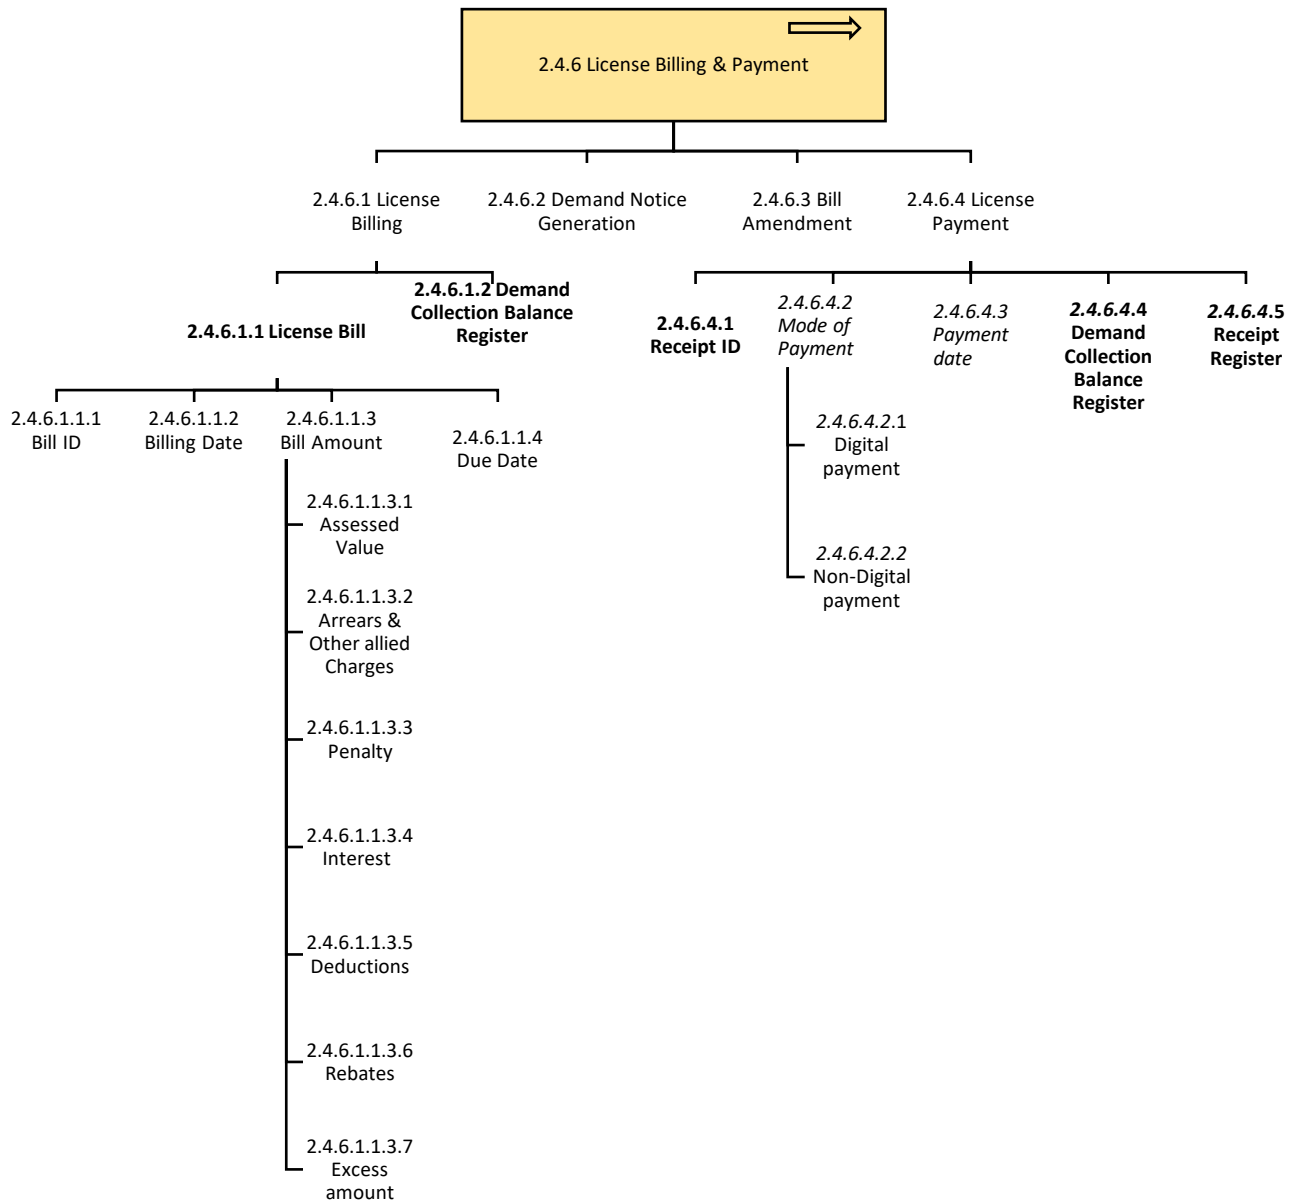 2.4.6 License Billing & Payment
2.4.6.1 License
Billing
2.4.6.2 Demand Notice
Generation
2.4.6.3 Bill
Amendment
2.4.6.4 License
Payment
2.4.6.1.1 License Bill
2.4.6.1.2 Demand
Collection Balance
Register
2.4.6.4.1
Receipt ID
2.4.6.4.2
Mode of
Payment
2.4.6.4.3
Payment
date
2.4.6.4.4
Demand
Collection
Balance
Register
2.4.6.4.5
Receipt
Register
2.4.6.1.1.1
Bill ID
2.4.6.1.1.2
Billing Date
2.4.6.1.1.3
Bill Amount
2.4.6.1.1.4
Due Date
2.4.6.4.2.1
Digital
payment
2.4.6.4.2.2
Non-Digital
payment
2.4.6.1.1.3.1
Assessed
Value
2.4.6.1.1.3.2
Arrears &
Other allied
Charges
2.4.6.1.1.3.3
Penalty
2.4.6.1.1.3.4
Interest
2.4.6.1.1.3.5
Deductions
2.4.6.1.1.3.6
Rebates
2.4.6.1.1.3.7
Excess
amount